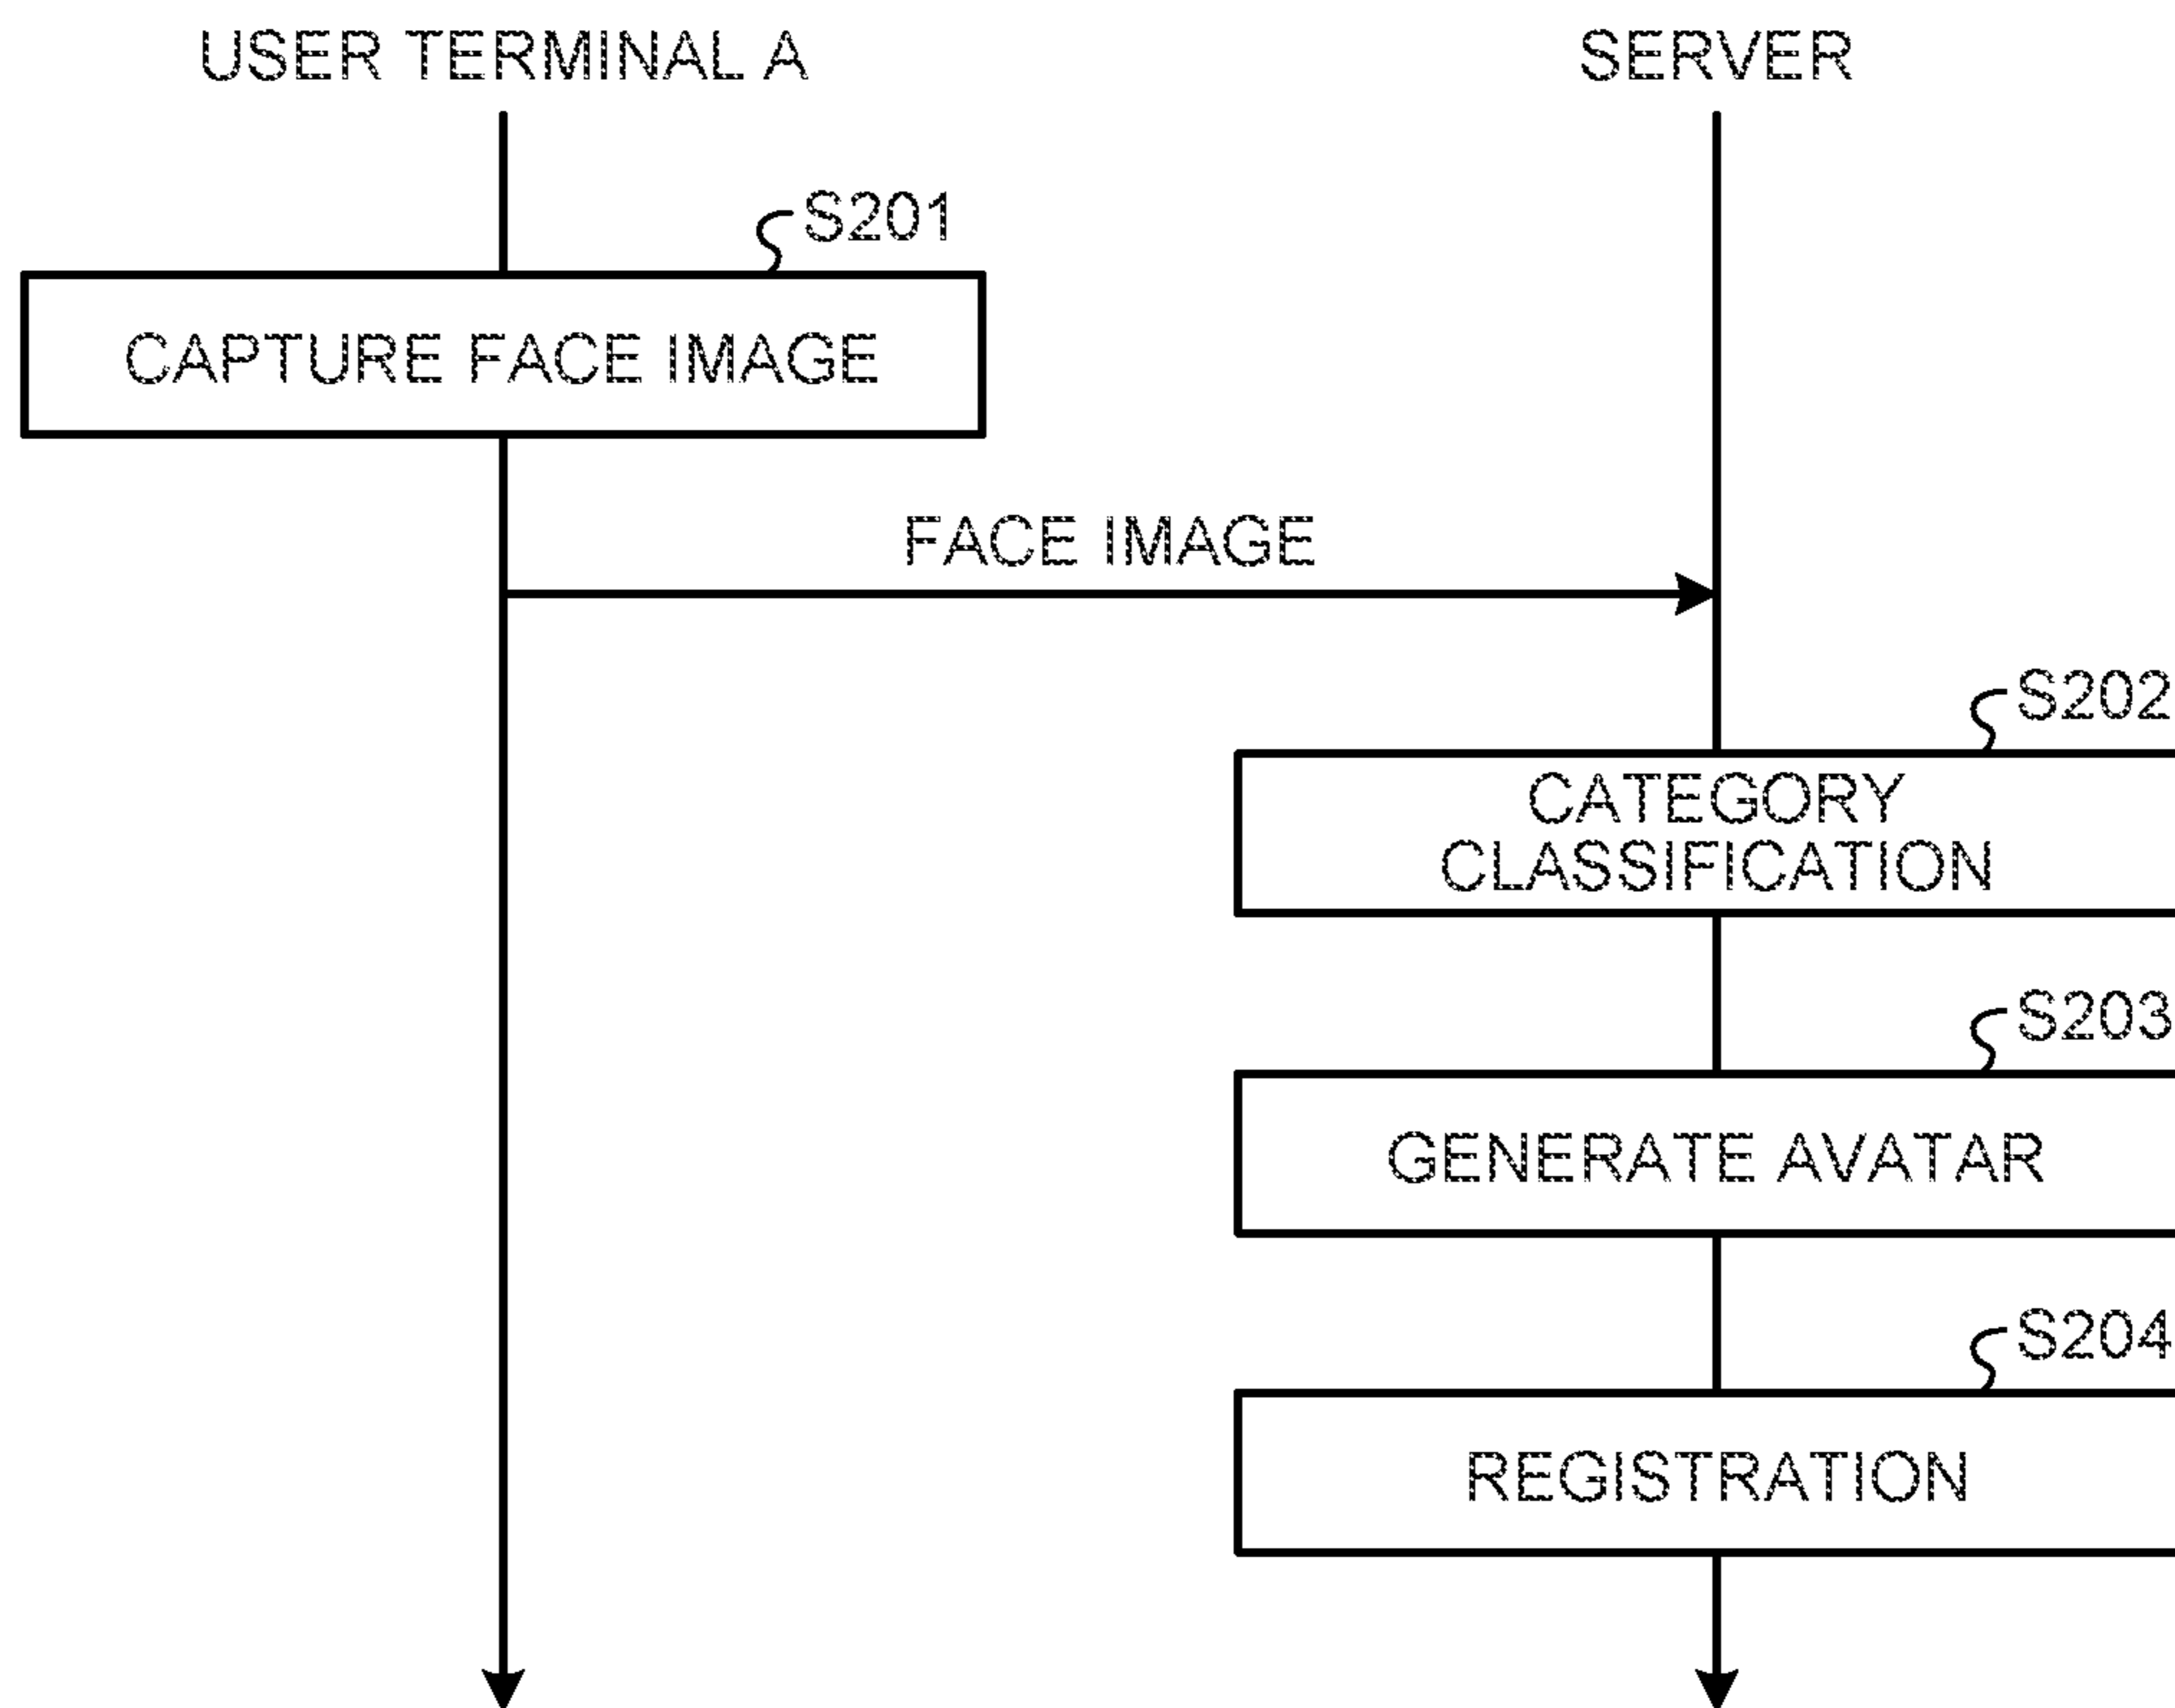 USER TERMINAL A
SERVER
S201
CAPTURE FACE IMAGE
FACE IMAGE
S202
CATEGORY
CLASSIFICATION
S203
GENERATE AVATAR
S204
REGISTRATION